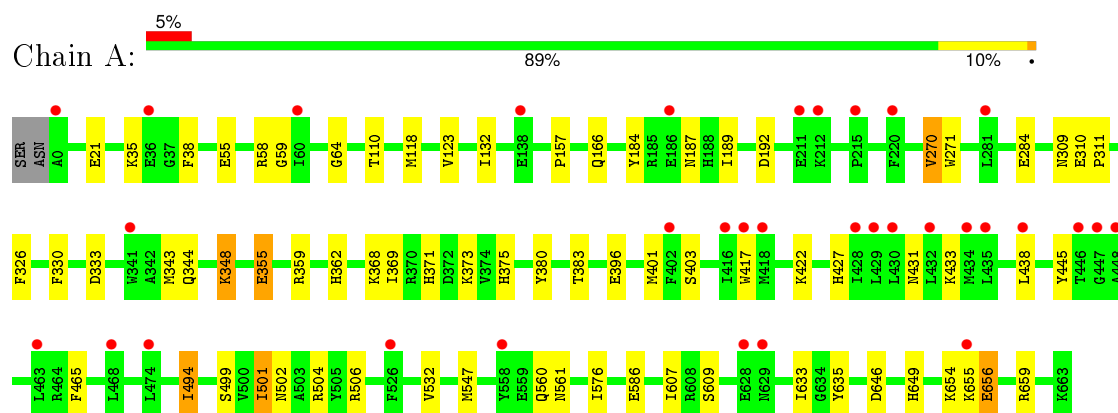 5%
Chain A:
89% 10% •
SER ASN A0 E21 K35 E36 G37 F38 E55 R58 G59 I60 G64 T110 M118 V123 I132 E138 P157 Q166 Y184 R185 E186 N187 H188 I189 D192 E211 K212 P215 F220 V270 W271 L281 E284 N309 E310 P311
F326 F330 D333 W341 A342 M343 Q344 K348 E355 R359 H362 K368 I369 R370 H371 D372 K373 V374 H375 Y380 T383 E396 M401 F402 S403 I416 W417 M418 K422 H427 I428 L429 L430 N431 L432 K433 M434 L435 L438 Y445 T446 G447 A448
L463 R464 F465 L468 L474 I494 S499 V500 I501 N502 A503 R504 Y505 R506 F526 V532 M547 Y558 E559 Q560 N561 I576 E586 I607 R608 S609 E628 N629 I633 G634 Y635 D646 H649 K654 K655 E656 R659 K663